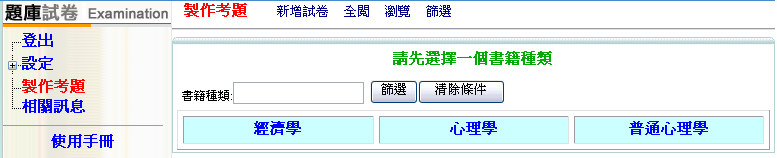 題庫試卷 Examination
登出
設定
製作考題
相關訊息
使用手冊
製作考題 新增試卷 全閱 瀏覽 篩選
請先選擇一個書籍種類
書籍種類: 篩選 清除條件
經濟學 心理學 普通心理學